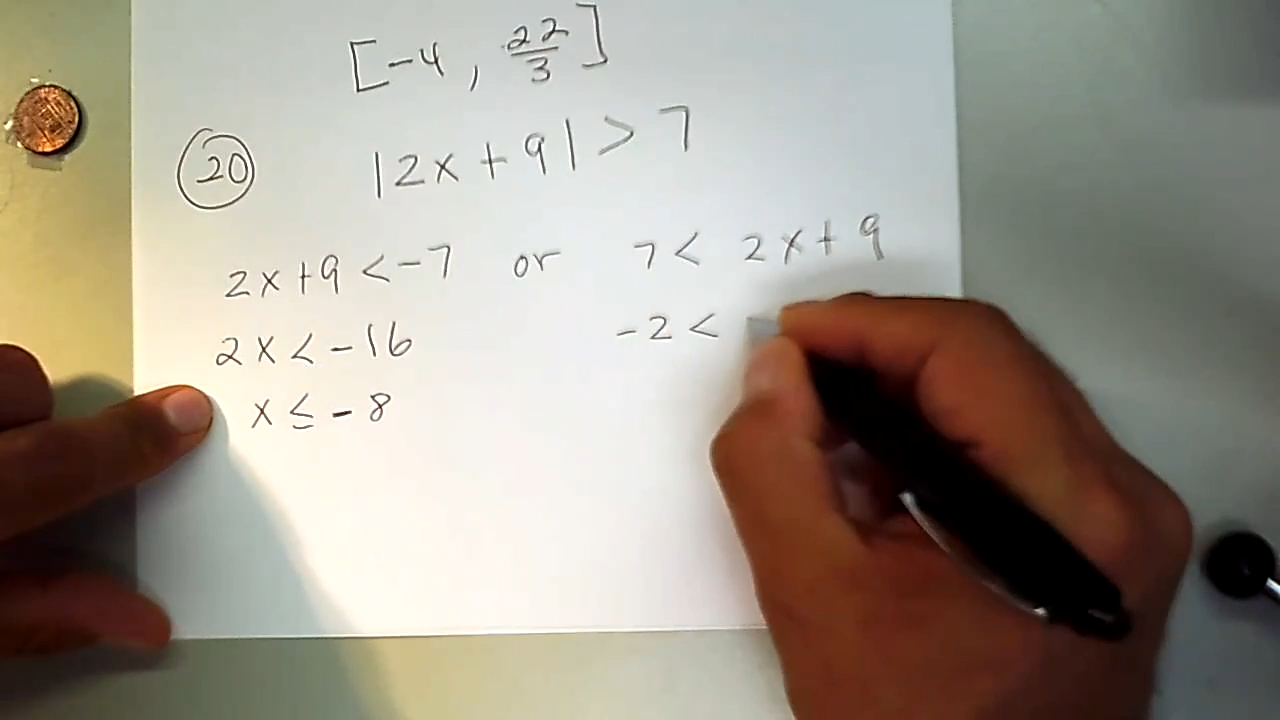 [-4, 22/3]
20 |2x+9| > 7
2x+9 < -7 or 7 < 2x+9
2x < -16 -2 <
x ≤ -8